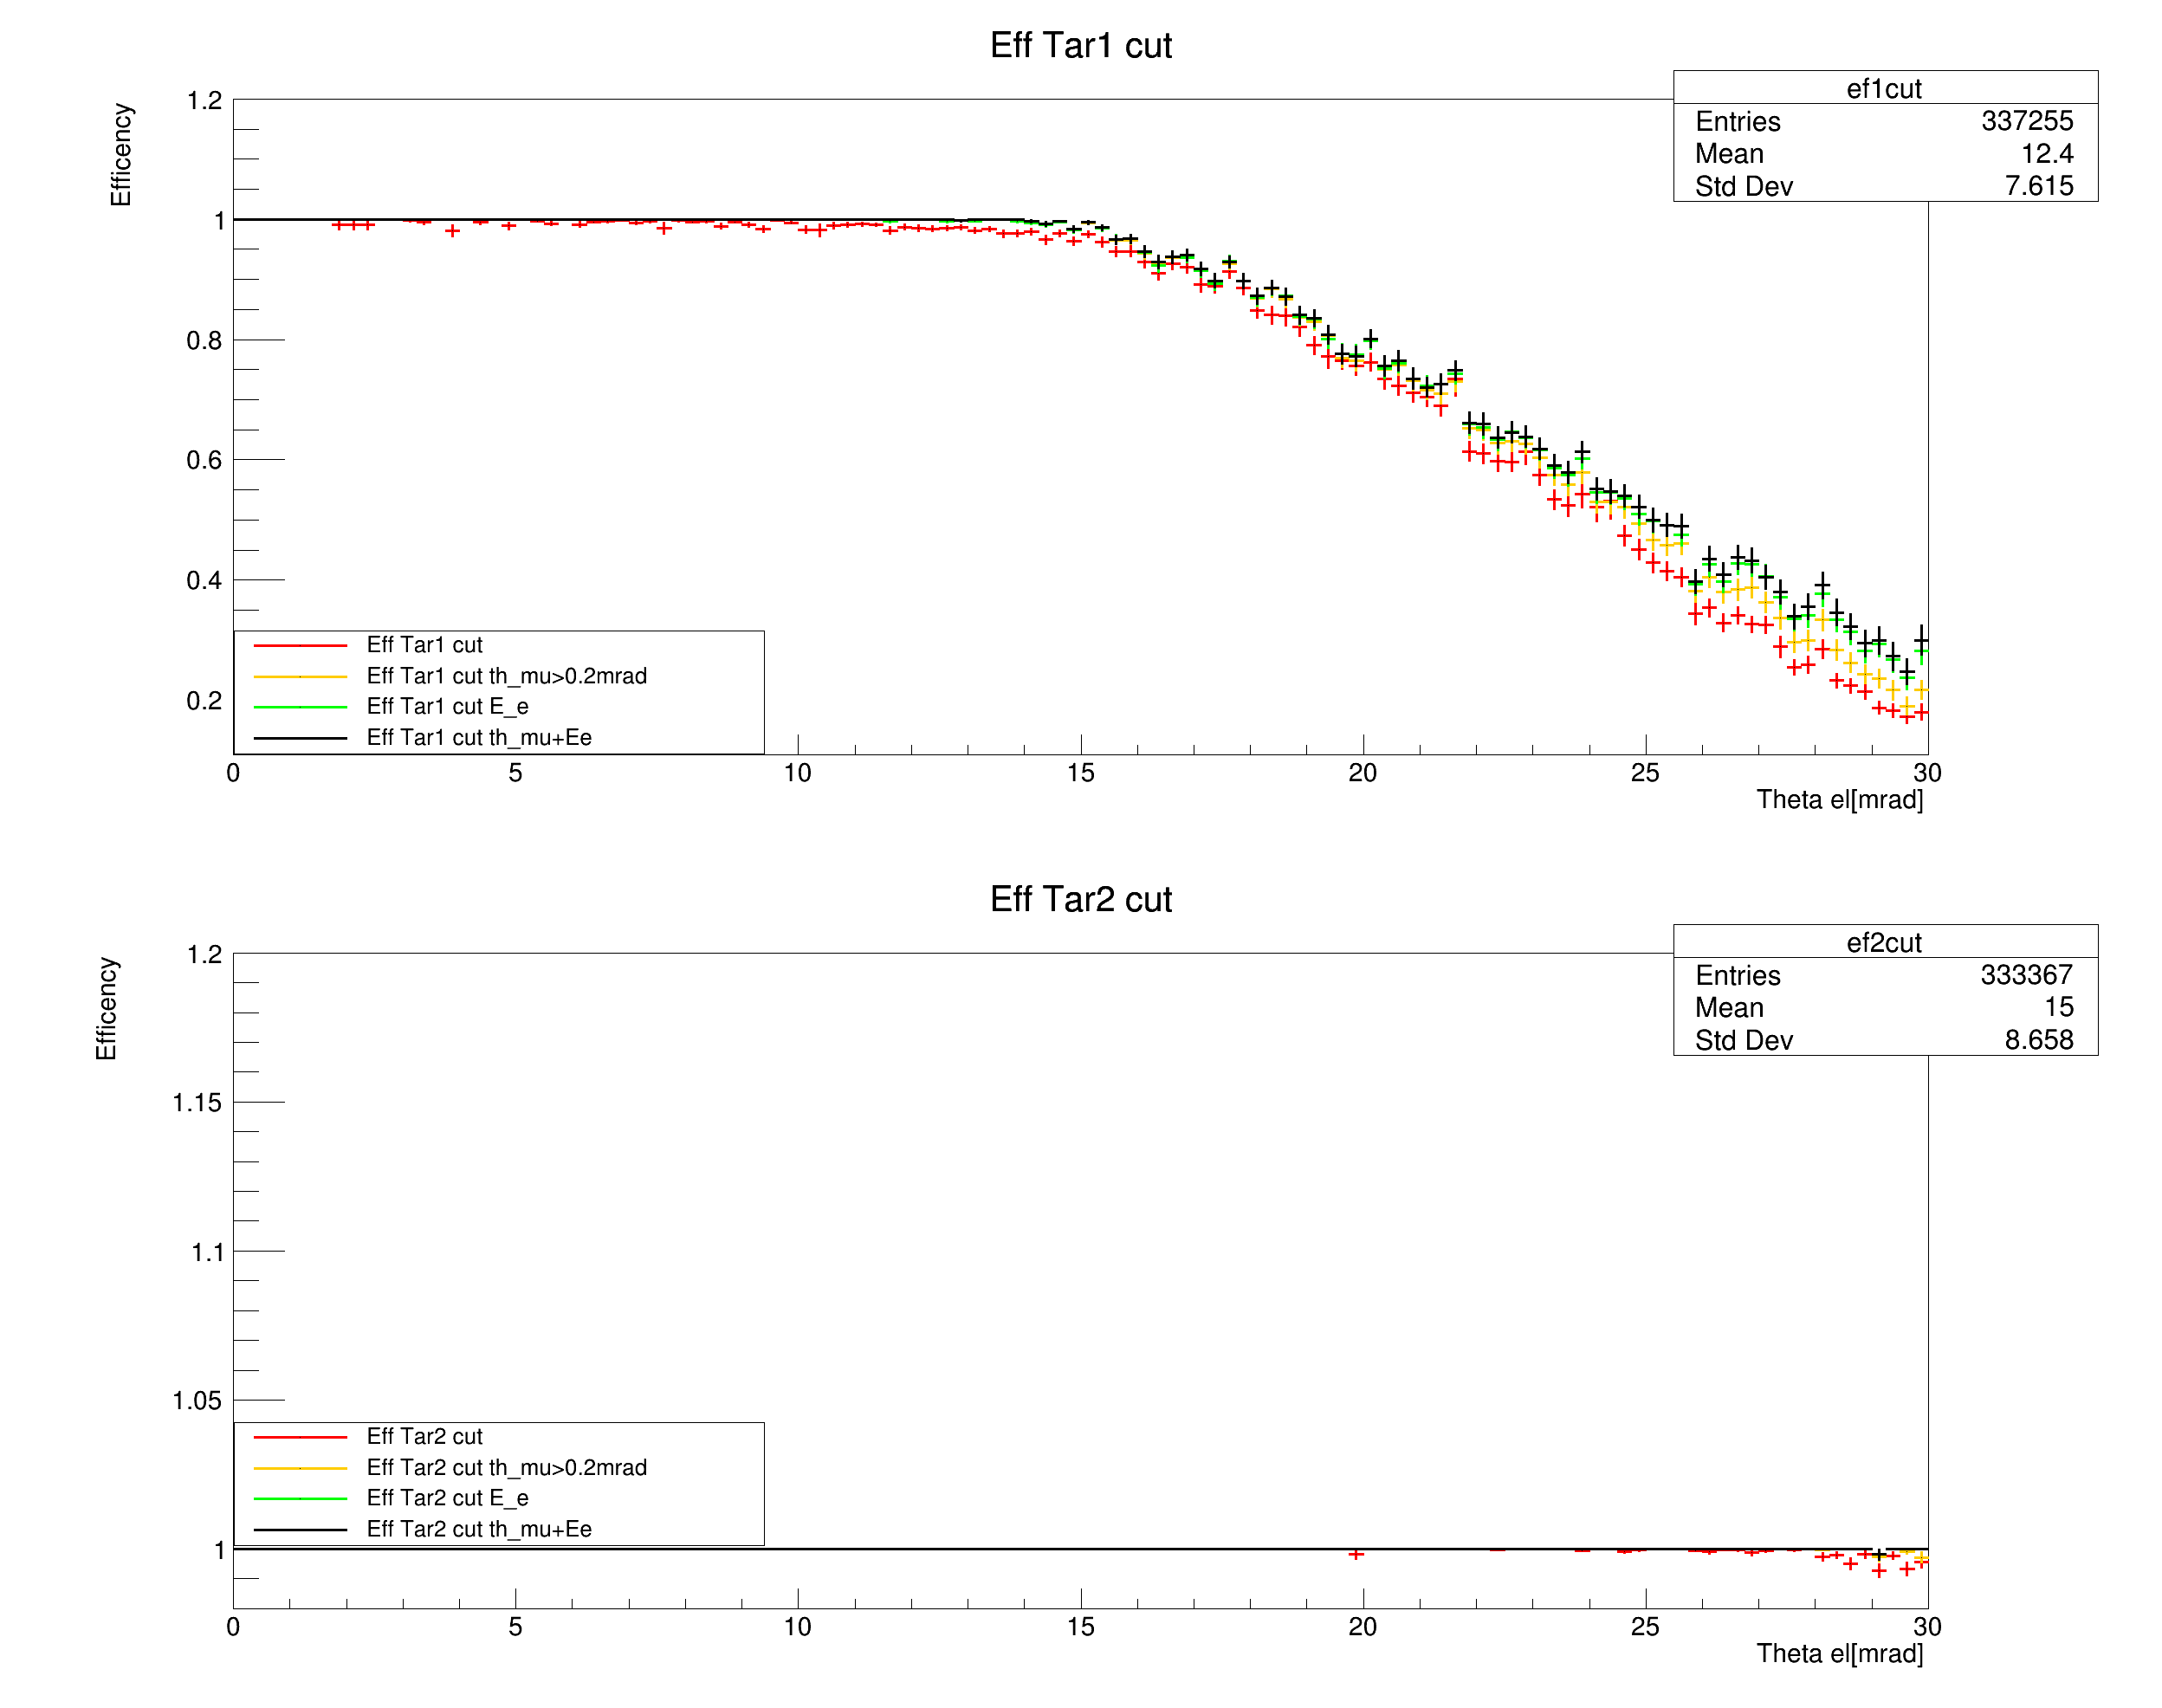 Eff Tar1 cut
ef1cut
Entries 337255
Mean 12.4
Std Dev 7.615
Efficency
1.2
1
0.8
0.6
0.4
0.2
Eff Tar1 cut
Eff Tar1 cut th_mu>0.2mrad
Eff Tar1 cut E_e
Eff Tar1 cut th_mu+Ee
0 5 10 15 20 25 30
Theta el[mrad]
Eff Tar2 cut
ef2cut
Entries 333367
Mean 15
Std Dev 8.658
Efficency
1.2
1.15
1.1
1.05
1
Eff Tar2 cut
Eff Tar2 cut th_mu>0.2mrad
Eff Tar2 cut E_e
Eff Tar2 cut th_mu+Ee
0 5 10 15 20 25 30
Theta el[mrad]